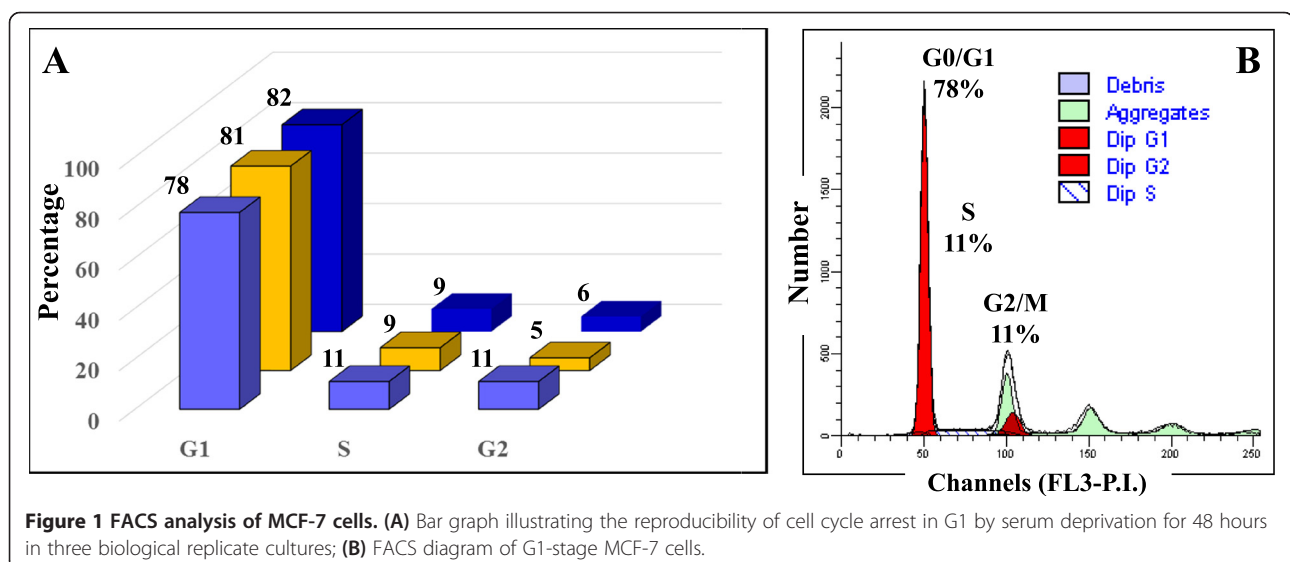 A
Percentage
100
80
60
40
20
0
78
81
82
11
9
9
11
5
6
G1 S G2
B
G0/G1
78%
S
11%
G2/M
11%
Debris
Aggregates
Dip G1
Dip G2
Dip S
Number
2000
1500
1000
500
0
0 50 100 150 200 250
Channels (FL3-P.I.)
Figure 1 FACS analysis of MCF-7 cells. (A) Bar graph illustrating the reproducibility of cell cycle arrest in G1 by serum deprivation for 48 hours
in three biological replicate cultures; (B) FACS diagram of G1-stage MCF-7 cells.